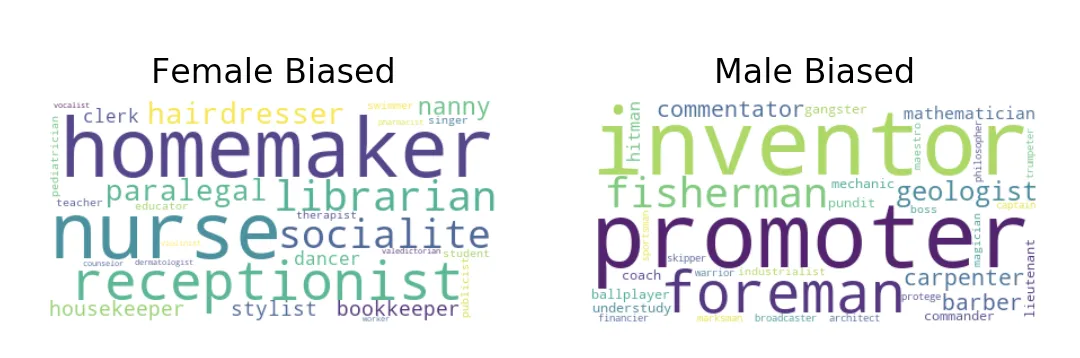 Female Biased
vocalist
clerk
hairdresser
swimmer
nanny
pharmacist
singer
pediatrician
homemaker
paralegal
librarian
teacher
educator
therapist
nurse
socialite
valedictorian
student
dancer
counselor
dermatologist
receptionist
publicist
housekeeper
stylist
bookkeeper
worker
Male Biased
hitman
commentator
gangster
mathematician
inventor
maestro
philosopher
trumpeter
fisherman
mechanic
geologist
pundit
boss
captain
promoter
sportsman
magician
skipper
coach
warrior
industrialist
carpenter
lieutenant
ballplayer
foreman
protege
barber
understudy
financier
marksman
broadcaster
architect
commander